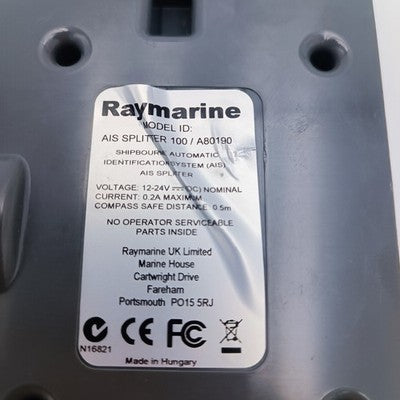 Raymarine
MODEL ID:
AIS SPLITTER 100 / A80190
SHIPBOURNE AUTOMATIC
IDENTIFICATION SYSTEM (AIS)
AIS SPLITTER
VOLTAGE: 12-24V (DC) NOMINAL
CURRENT: 0.2A MAXIMUM
COMPASS SAFE DISTANCE 0.5m
NO OPERATOR SERVICEABLE
PARTS INSIDE
Raymarine UK Limited
Marine House
Cartwright Drive
Fareham
Portsmouth PO15 5RJ
C CE FC
N16821
Made in Hungary